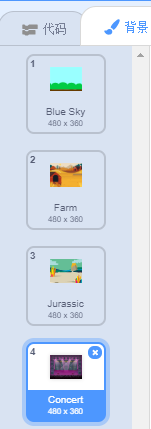 代码
背景
1
Blue Sky
480 x 360
2
Farm
480 x 360
3
Jurassic
480 x 360
4
Concert
480 x 360